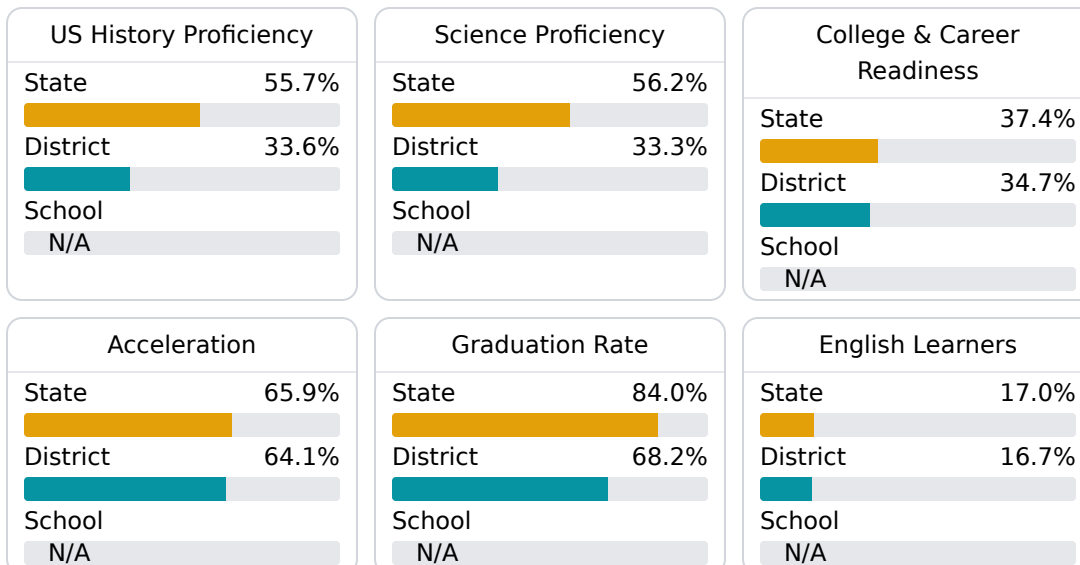 US History Proficiency
State 55.7%
District 33.6%
School
N/A
Science Proficiency
State 56.2%
District 33.3%
School
N/A
College & Career
Readiness
State 37.4%
District 34.7%
School
N/A
Acceleration
State 65.9%
District 64.1%
School
N/A
Graduation Rate
State 84.0%
District 68.2%
School
N/A
English Learners
State 17.0%
District 16.7%
School
N/A